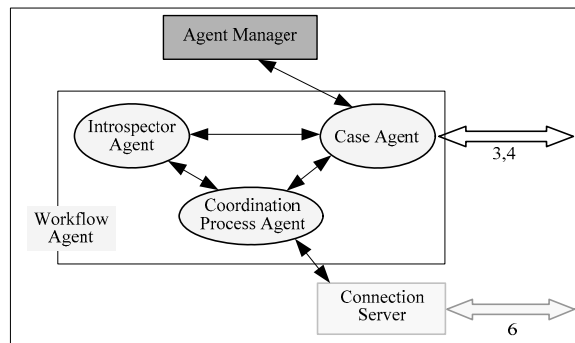 Agent Manager
Introspector
Agent
Case Agent
3,4
Coordination
Process Agent
Workflow
Agent
Connection
Server
6